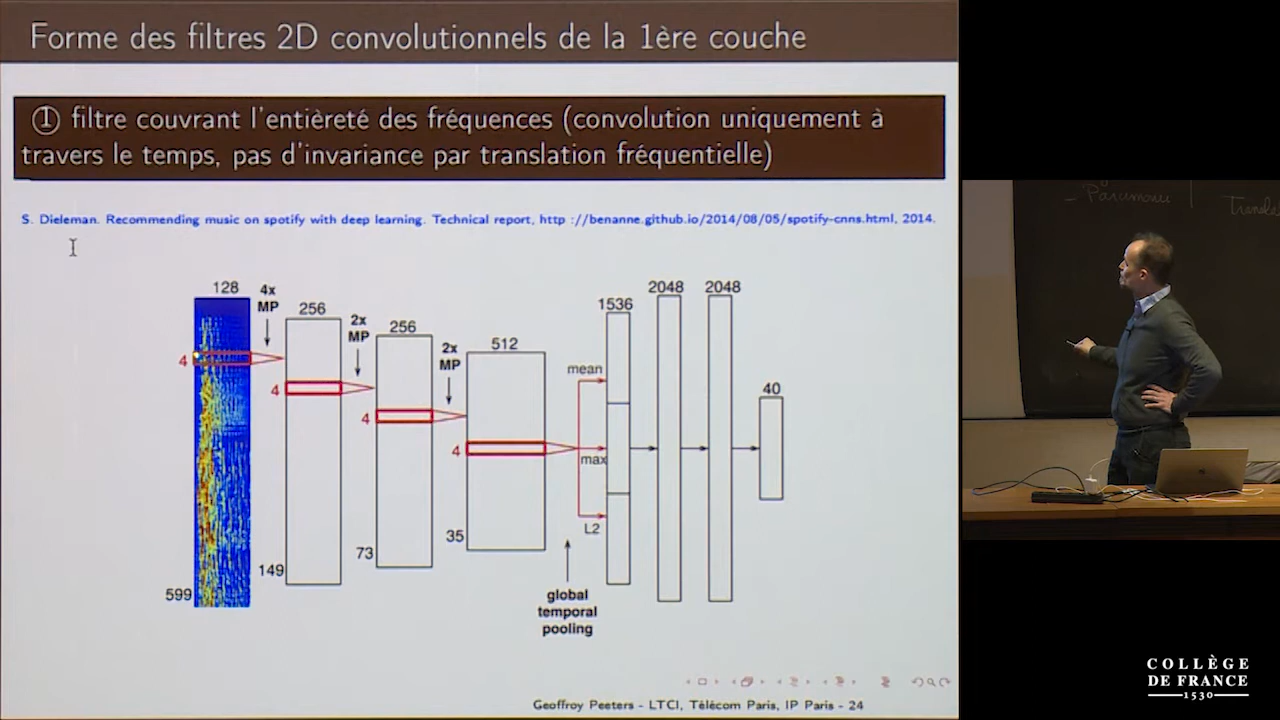 Forme des filtres 2D convolutionnels de la 1ère couche
① filtre couvrant l'entièreté des fréquences (convolution uniquement à
travers le temps, pas d'invariance par translation fréquentielle)
S. Dieleman. Recommending music on spotify with deep learning. Technical report, http ://benanne.github.io/2014/08/05/spotify-cnns.html, 2014.
128
4x
MP
256
2x
MP
256
2x
MP
512
1536
2048
2048
40
4
4
4
4
mean
max
L2
599
149
73
35
global
temporal
pooling
Geoffroy Peeters - LTCI, Télécom Paris, IP Paris - 24
- Parcimonie
COLLÈGE
DE FRANCE
1530